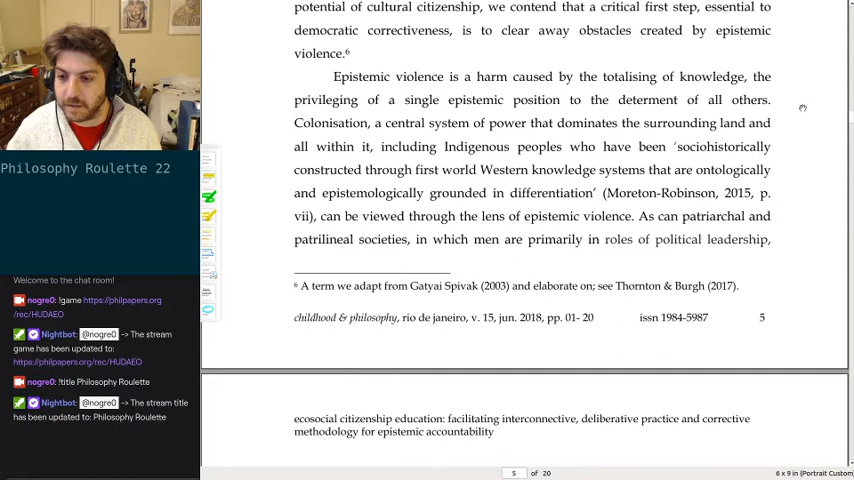 potential of cultural citizenship, we contend that a critical first step, essential to
democratic correctiveness, is to clear away obstacles created by epistemic
violence.⁶
Epistemic violence is a harm caused by the totalising of knowledge, the
privileging of a single epistemic position to the determent of all others.
Colonisation, a central system of power that dominates the surrounding land and
all within it, including Indigenous peoples who have been ‘sociohistorically
constructed through first world Western knowledge systems that are ontologically
and epistemologically grounded in differentiation’ (Moreton-Robinson, 2015, p.
vii), can be viewed through the lens of epistemic violence. As can patriarchal and
patrilineal societies, in which men are primarily in roles of political leadership,
⁶ A term we adapt from Gatyai Spivak (2003) and elaborate on; see Thornton & Burgh (2017).
childhood & philosophy, rio de janeiro, v. 15, jun. 2018, pp. 01- 20 issn 1984-5987 5
ecosocial citizenship education: facilitating interconnective, deliberative practice and corrective
methodology for epistemic accountability
5 of 20 6 x 9 in (Portrait Custom
Philosophy Roulette 22
Welcome to the chat room!
nogre0: !game https://philpapers.org
/rec/HUDAEO
Nightbot: @nogre0 -> The stream
game has been updated to:
https://philpapers.org/rec/HUDAEO
nogre0: !title Philosophy Roulette
Nightbot: @nogre0 -> The stream title
has been updated to: Philosophy Roulette